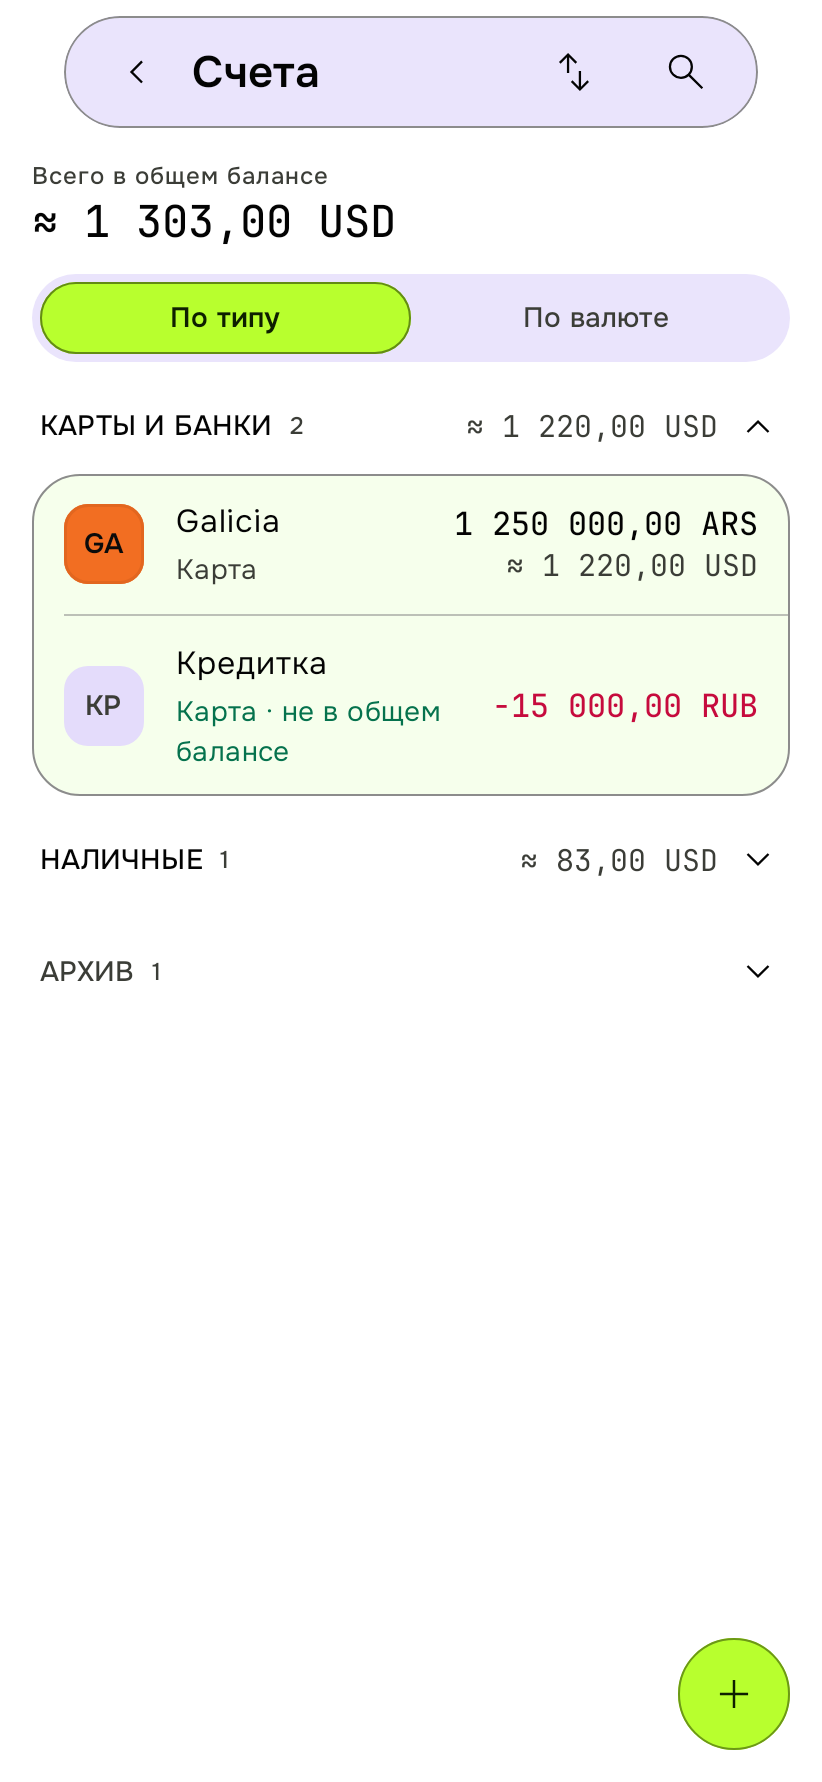 Счета
Всего в общем балансе
≈ 1 303,00 USD
По типу
По валюте
КАРТЫ И БАНКИ 2 ≈ 1 220,00 USD
GA
Galicia
Карта
1 250 000,00 ARS
≈ 1 220,00 USD
КР
Кредитка
Карта · не в общем
балансе
-15 000,00 RUB
НАЛИЧНЫЕ 1 ≈ 83,00 USD
АРХИВ 1